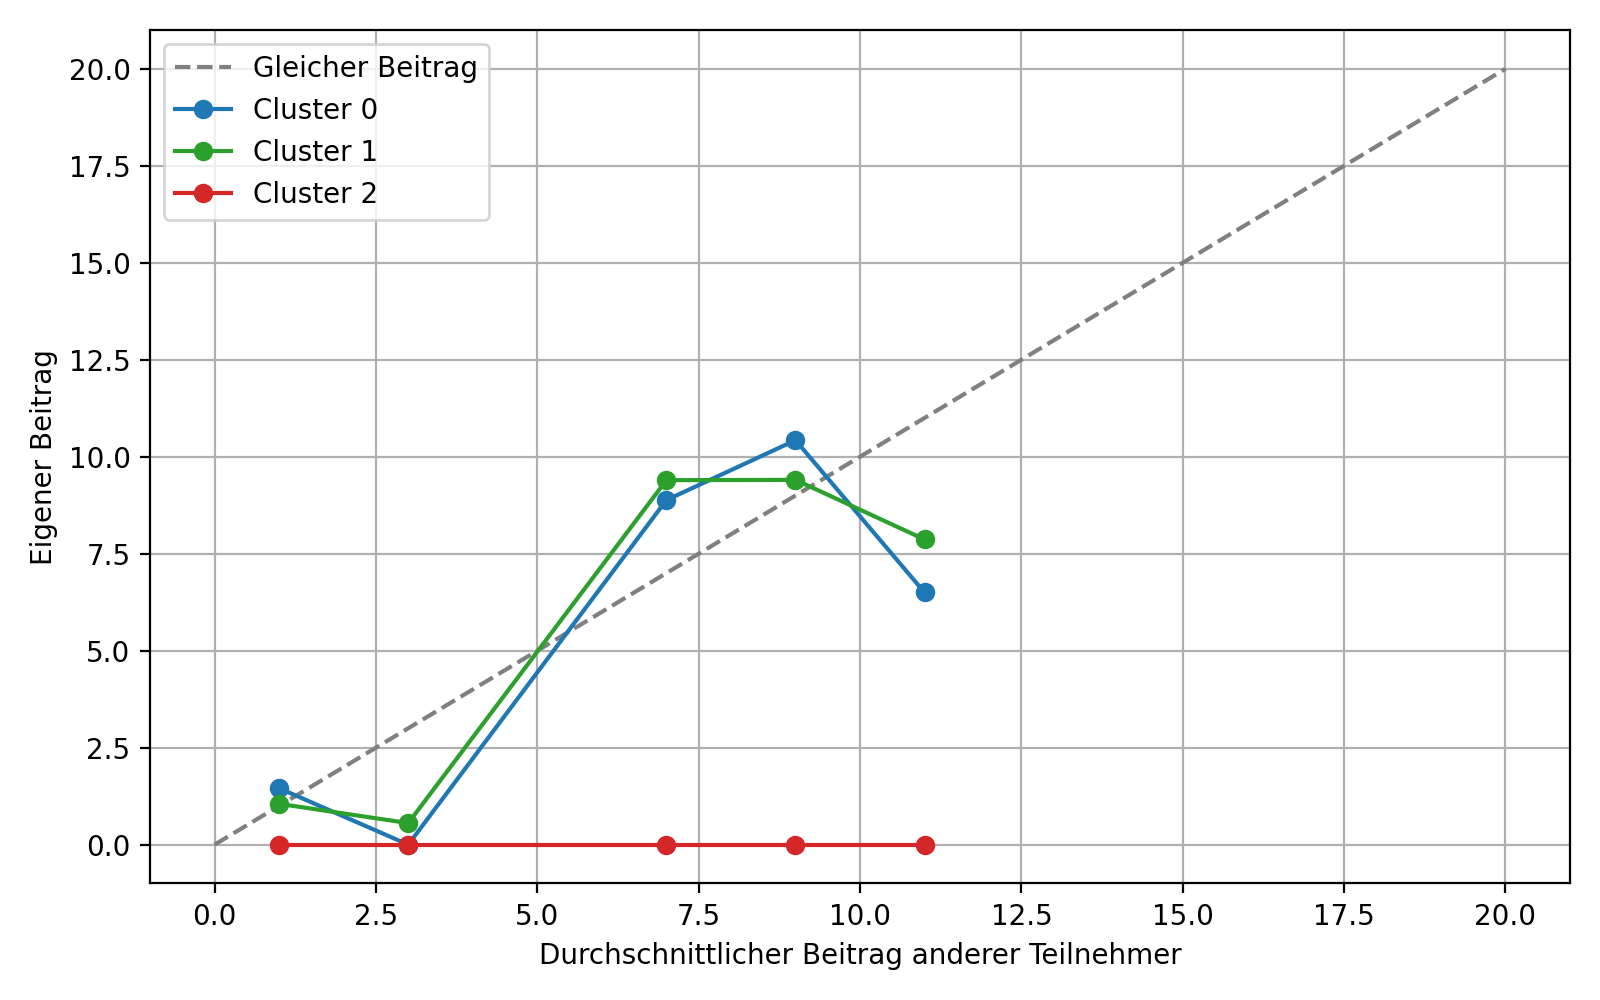 Gleicher Beitrag
Cluster 0
Cluster 1
Cluster 2
20.0
17.5
15.0
12.5
10.0
7.5
5.0
2.5
0.0
Eigener Beitrag
0.0 2.5 5.0 7.5 10.0 12.5 15.0 17.5 20.0
Durchschnittlicher Beitrag anderer Teilnehmer